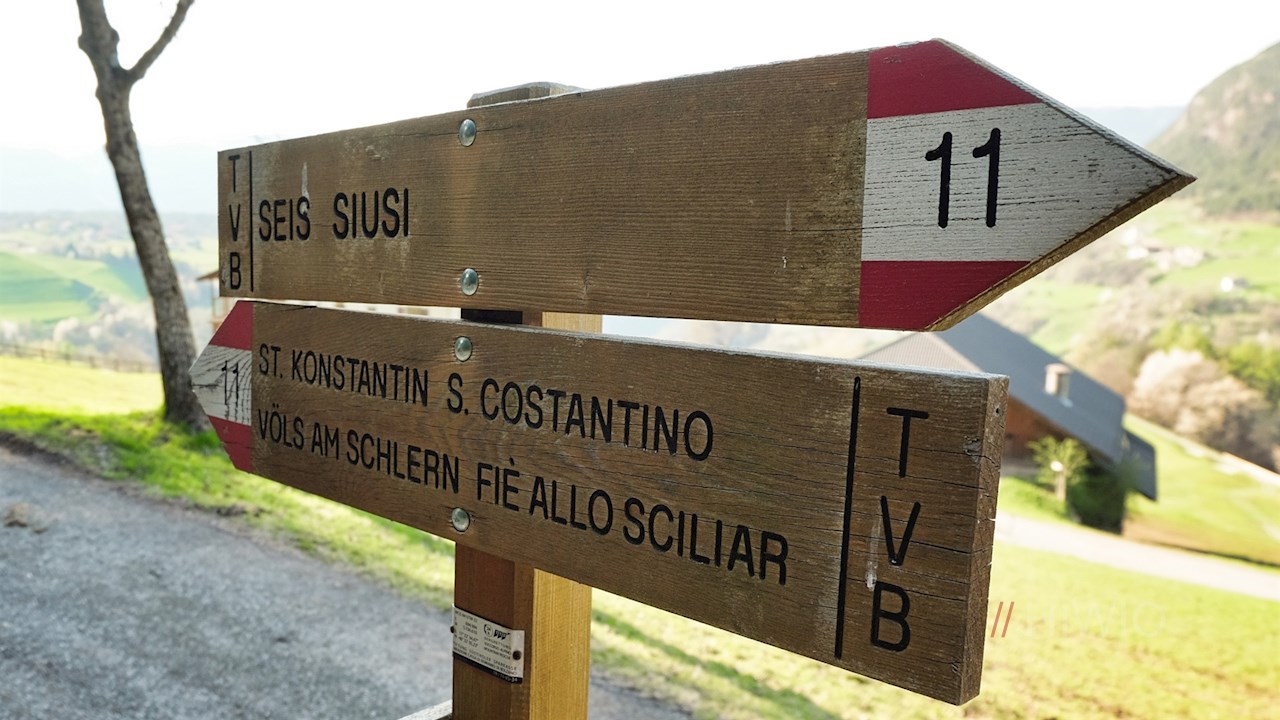 TVB
SEIS SIUSI
11
11
ST. KONSTANTIN S. COSTANTINO
VÖLS AM SCHLERN FIÈ ALLO SCILIAR
TVB